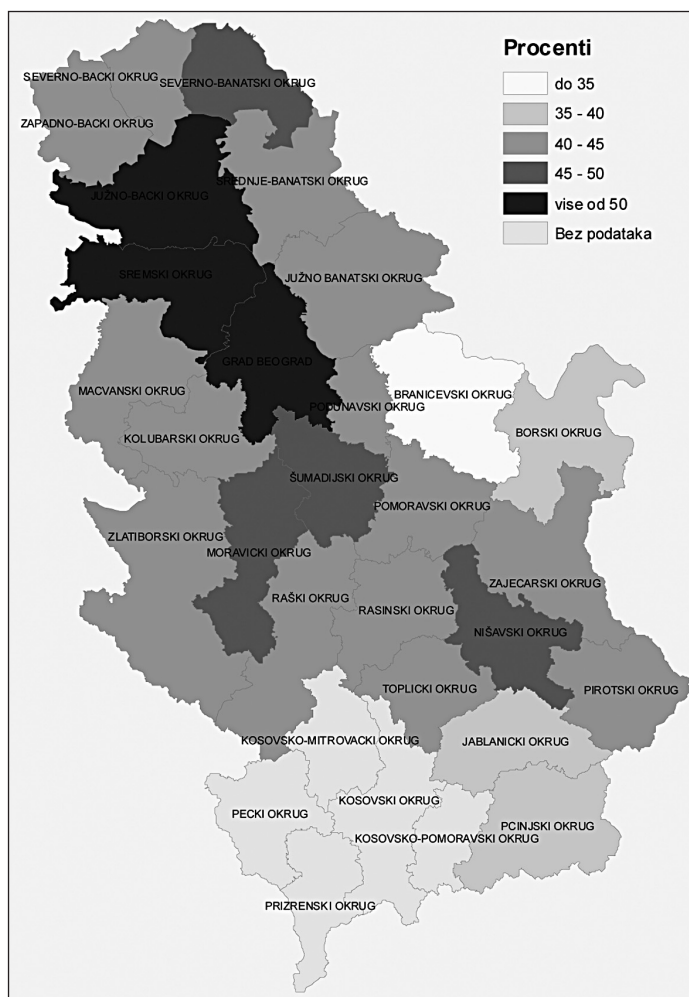 Procenti
do 35
35 - 40
40 - 45
45 - 50
vise od 50
Bez podataka
SEVERNO-BACKI OKRUG
SEVERNO-BANATSKI OKRUG
ZAPADNO-BACKI OKRUG
SREDNJE-BANATSKI OKRUG
JUŽNO-BACKI OKRUG
SREMSKI OKRUG
JUŽNO BANATSKI OKRUG
GRAD BEOGRAD
MACVANSKI OKRUG
BRANICEVSKI OKRUG
PODUNAVSKI OKRUG
KOLUBARSKI OKRUG
BORSKI OKRUG
ŠUMADIJSKI OKRUG
POMORAVSKI OKRUG
ZLATIBORSKI OKRUG
MORAVICKI OKRUG
ZAJECARSKI OKRUG
RAŠKI OKRUG
RASINSKI OKRUG
NIŠAVSKI OKRUG
TOPLICKI OKRUG
PIROTSKI OKRUG
KOSOVSKO-MITROVACKI OKRUG
JABLANICKI OKRUG
KOSOVSKI OKRUG
PECKI OKRUG
PCINJSKI OKRUG
KOSOVSKO-POMORAVSKI OKRUG
PRIZRENSKI OKRUG